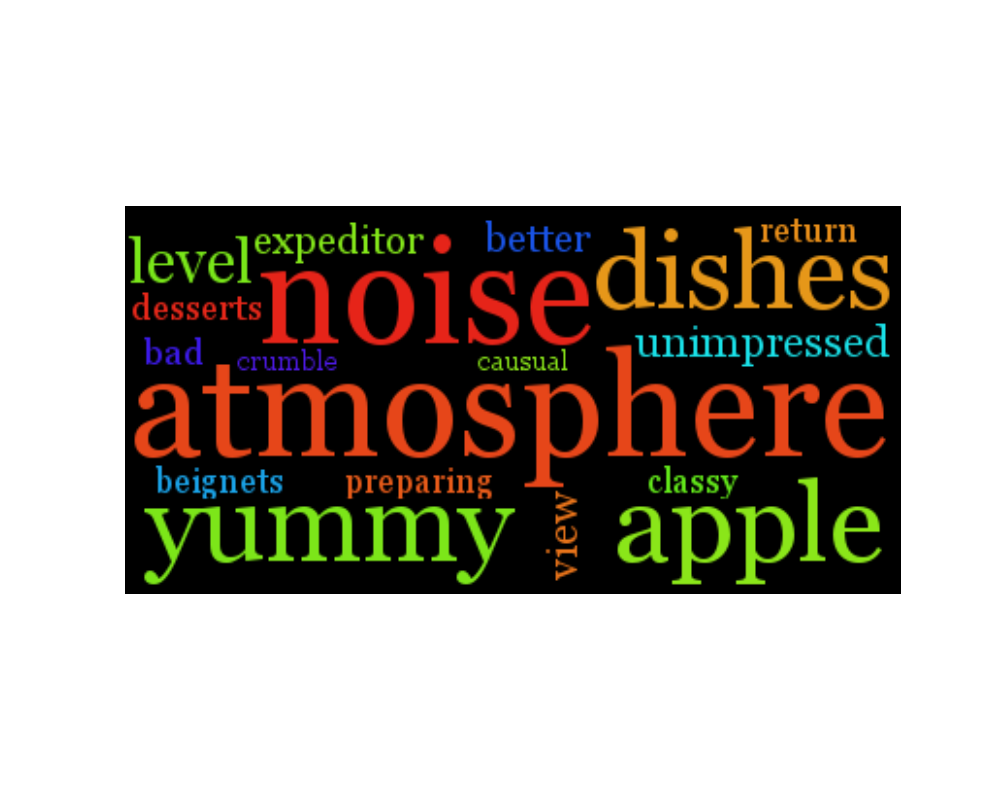 level expeditor better return
desserts noise dishes
bad crumble causual unimpressed
atmosphere
beignets preparing classy
yummy view apple